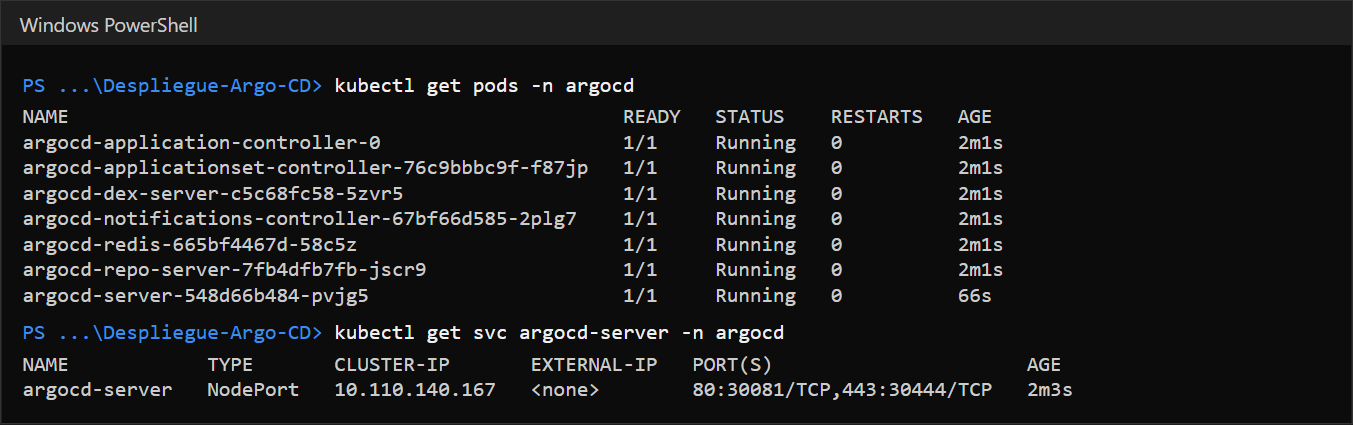 Windows PowerShell
PS ...\Despliegue-Argo-CD> kubectl get pods -n argocd
NAME READY STATUS RESTARTS AGE
argocd-application-controller-0 1/1 Running 0 2m1s
argocd-applicationset-controller-76c9bbbc9f-f87jp 1/1 Running 0 2m1s
argocd-dex-server-c5c68fc58-5zvr5 1/1 Running 0 2m1s
argocd-notifications-controller-67bf66d585-2plg7 1/1 Running 0 2m1s
argocd-redis-665bf4467d-58c5z 1/1 Running 0 2m1s
argocd-repo-server-7fb4dfb7fb-jscr9 1/1 Running 0 2m1s
argocd-server-548d66b484-pvjg5 1/1 Running 0 66s
PS ...\Despliegue-Argo-CD> kubectl get svc argocd-server -n argocd
NAME TYPE CLUSTER-IP EXTERNAL-IP PORT(S) AGE
argocd-server NodePort 10.110.140.167 <none> 80:30081/TCP,443:30444/TCP 2m3s